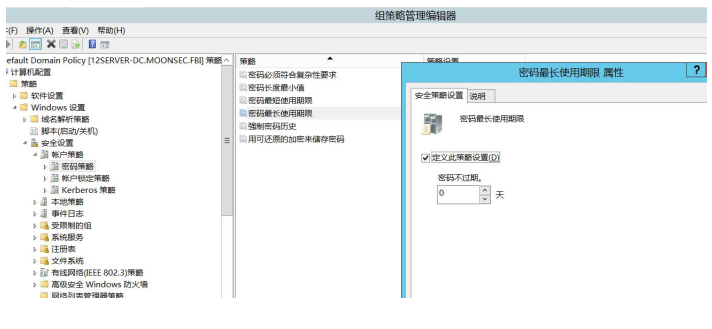 组策略管理编辑器
(F) 操作(A) 查看(V) 帮助(H)
efault Domain Policy [12SERVER-DC.MOONSEC.FBI] 策略
计算机配置
策略
软件设置
Windows 设置
域名解析策略
脚本(启动/关机)
安全设置
帐户策略
密码策略
帐户锁定策略
Kerberos 策略
本地策略
事件日志
受限制的组
系统服务
注册表
文件系统
有线网络(IEEE 802.3)策略
高级安全 Windows 防火墙
网络列表管理器策略
策略
策略设置
密码必须符合复杂性要求
密码长度最小值
密码最短使用期限
密码最长使用期限
强制密码历史
用可还原的加密来储存密码
密码最长使用期限 属性
?
安全策略设置 说明
密码最长使用期限
定义此策略设置(D)
密码不过期。
0 天